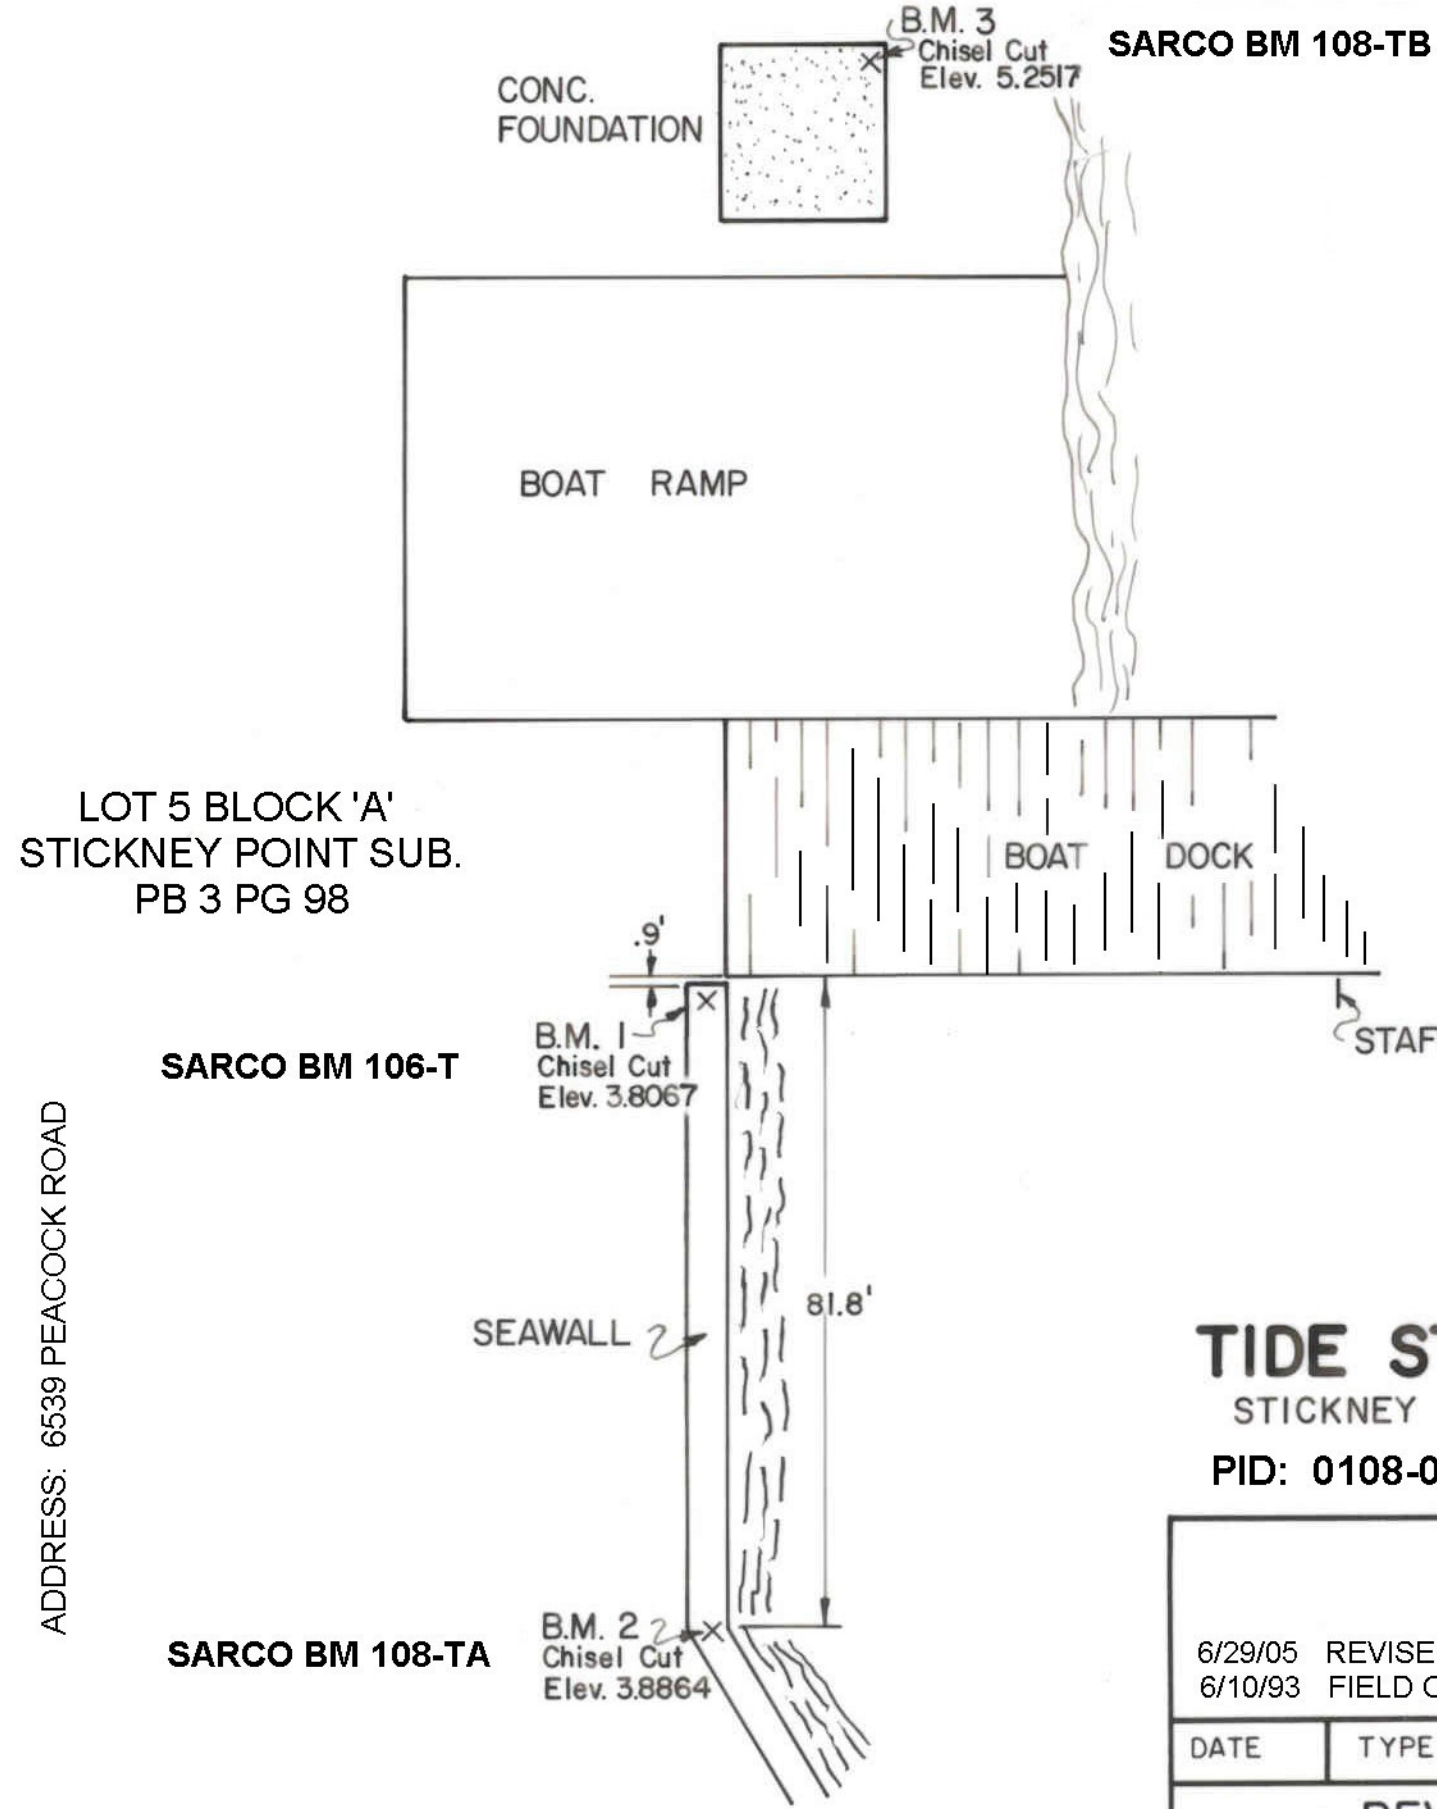 B.M. 3
Chisel Cut
Elev. 5.2517
SARCO BM 108-TB
CONC.
FOUNDATION
BOAT RAMP
LOT 5 BLOCK 'A'
STICKNEY POINT SUB.
PB 3 PG 98
BOAT DOCK
.9'
B.M. 1
Chisel Cut
Elev. 3.8067
SARCO BM 106-T
STAF
ADDRESS: 6539 PEACOCK ROAD
81.8'
SEAWALL
TIDE
STICKNEY
PID: 0108-0
B.M. 2
Chisel Cut
Elev. 3.8864
SARCO BM 108-TA
6/29/05 REVISE
6/10/93 FIELD
DATE TYPE